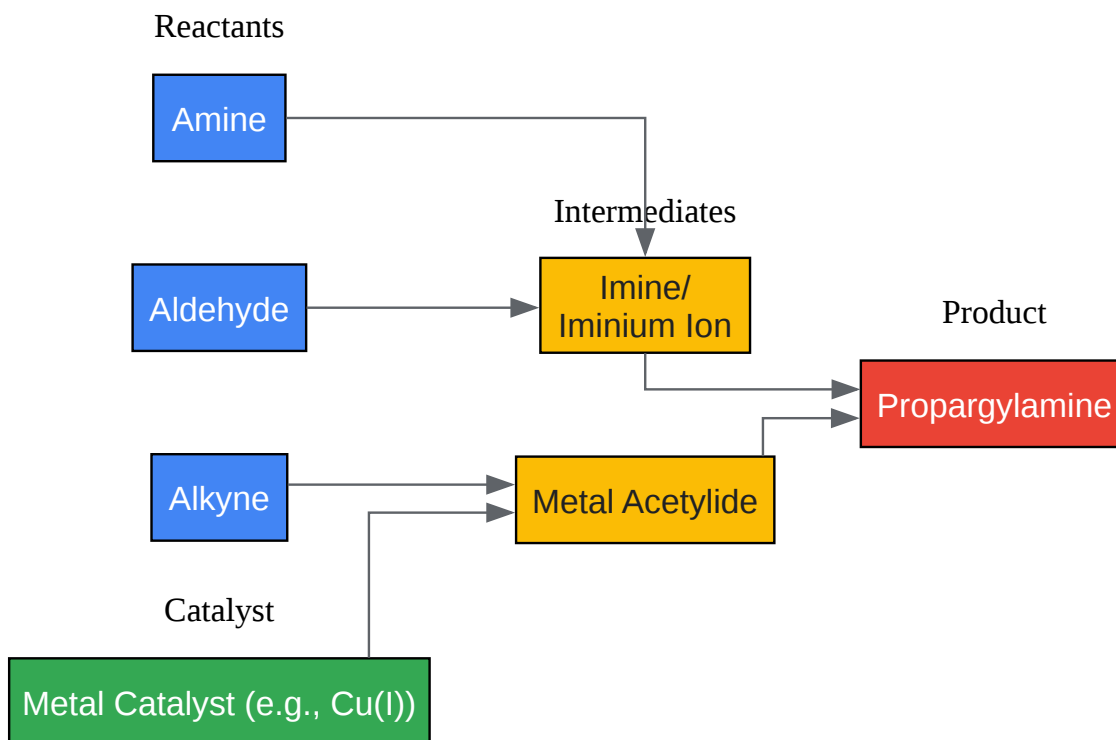 Reactants
Amine
Intermediates
Imine/
Iminium Ion
Aldehyde
Product
Propargylamine
Alkyne
Metal Acetylide
Catalyst
Metal Catalyst (e.g., Cu(I))